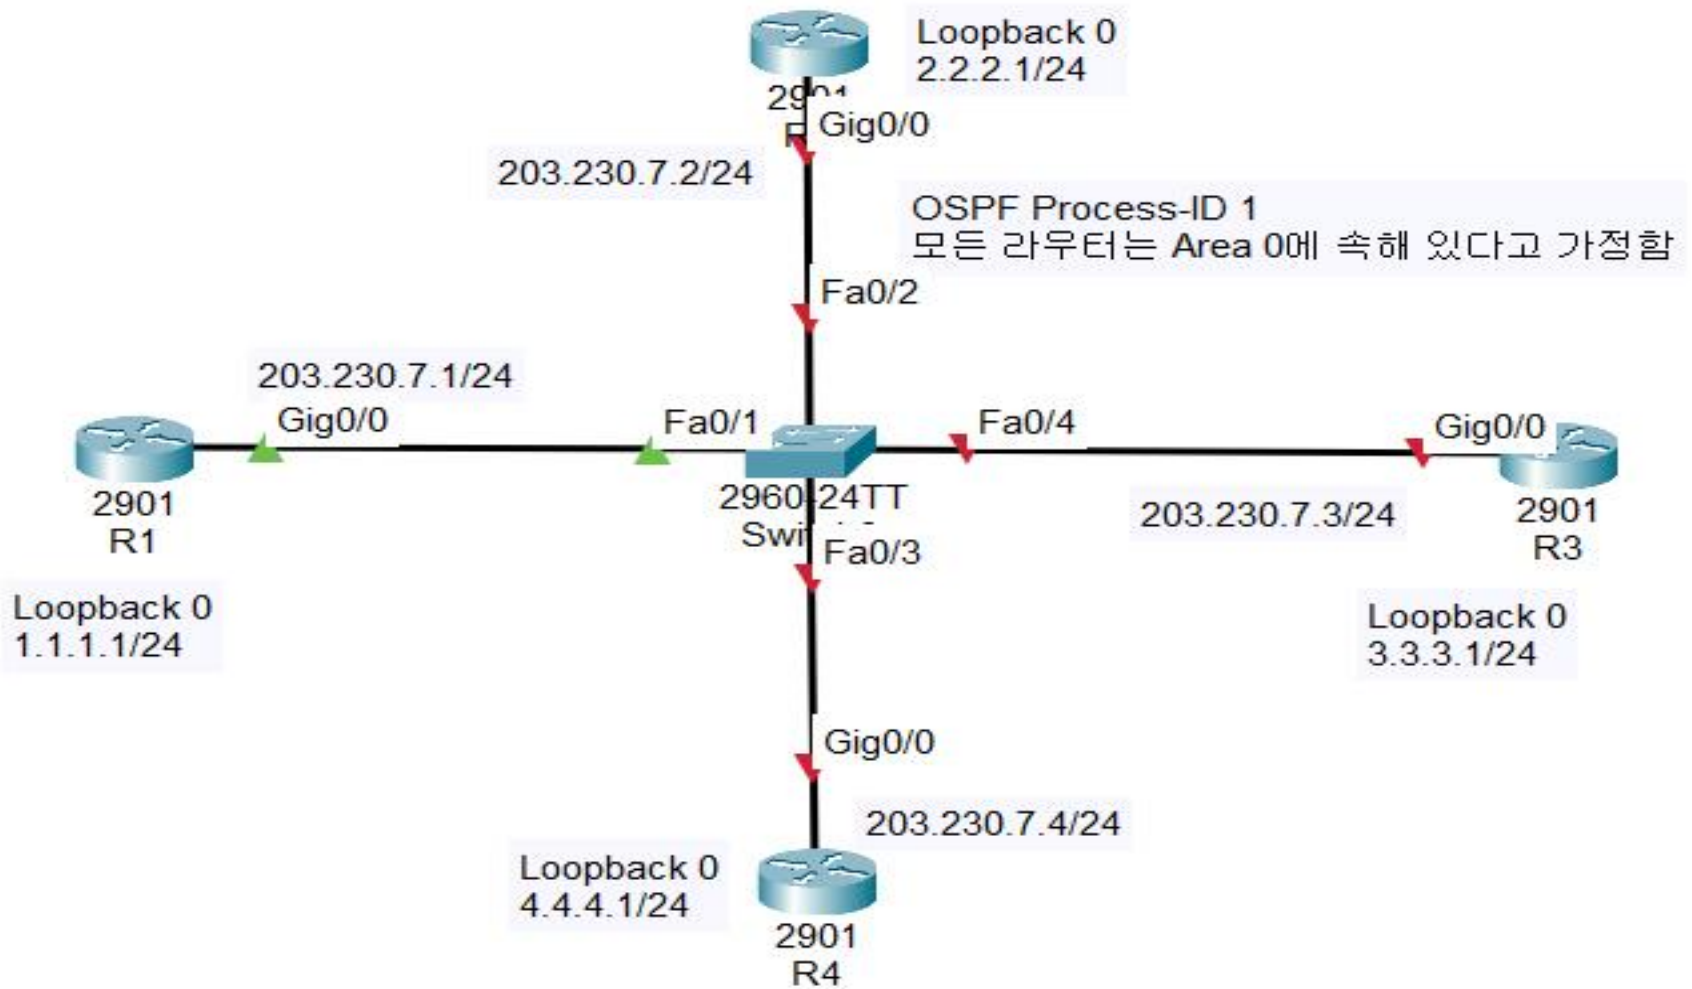 Loopback 0
2.2.2.1/24
2901
Gig0/0
203.230.7.2/24
OSPF Process-ID 1
모든 라우터는 Area 0에 속해 있다고 가정함
Fa0/2
203.230.7.1/24
Gig0/0
Fa0/1
Fa0/4
Gig0/0
2901
R1
2960-24TT
203.230.7.3/24
2901
R3
Fa0/3
Loopback 0
1.1.1.1/24
Loopback 0
3.3.3.1/24
Gig0/0
203.230.7.4/24
Loopback 0
4.4.4.1/24
2901
R4